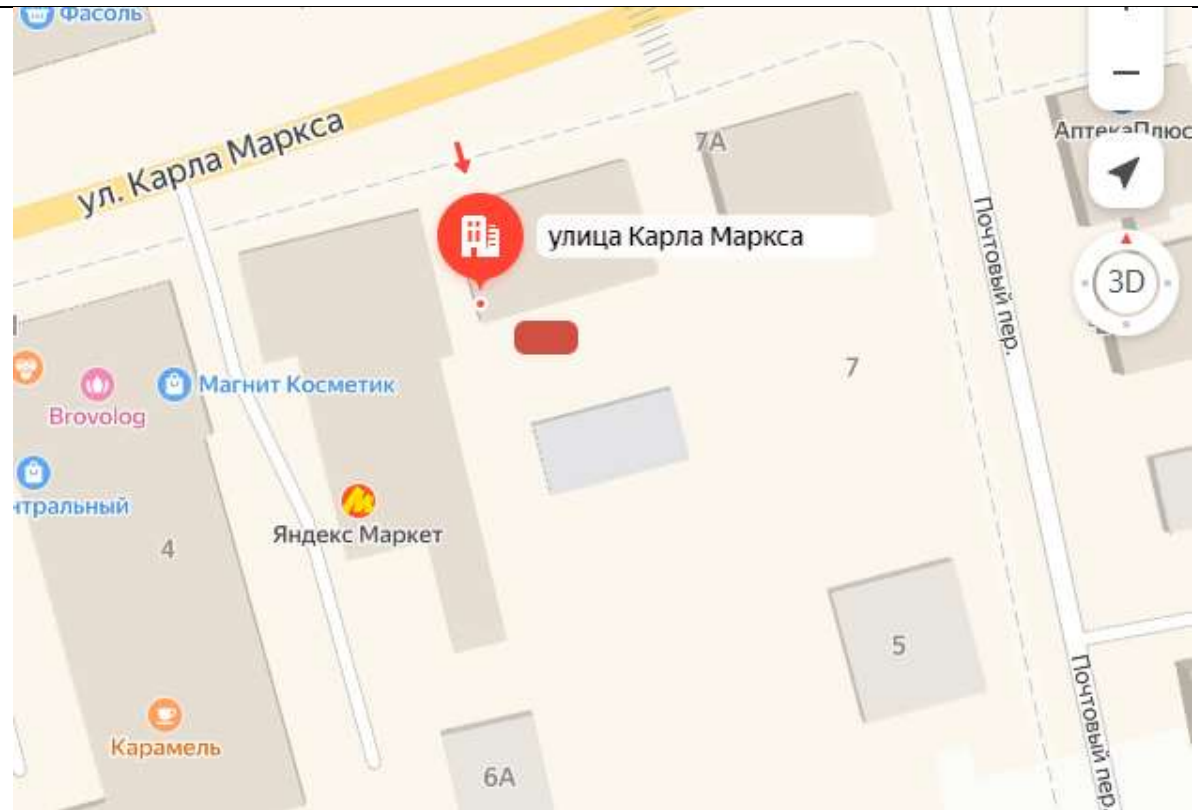 Фасоль
ул. Карла Маркса
7А
АптекаПлюс
улица Карла Маркса
Почтовый пер.
3D
7
Магнит Косметик
Brovolog
нтральный
Яндекс Маркет
4
5
Почтовый пер.
Карамель
6А